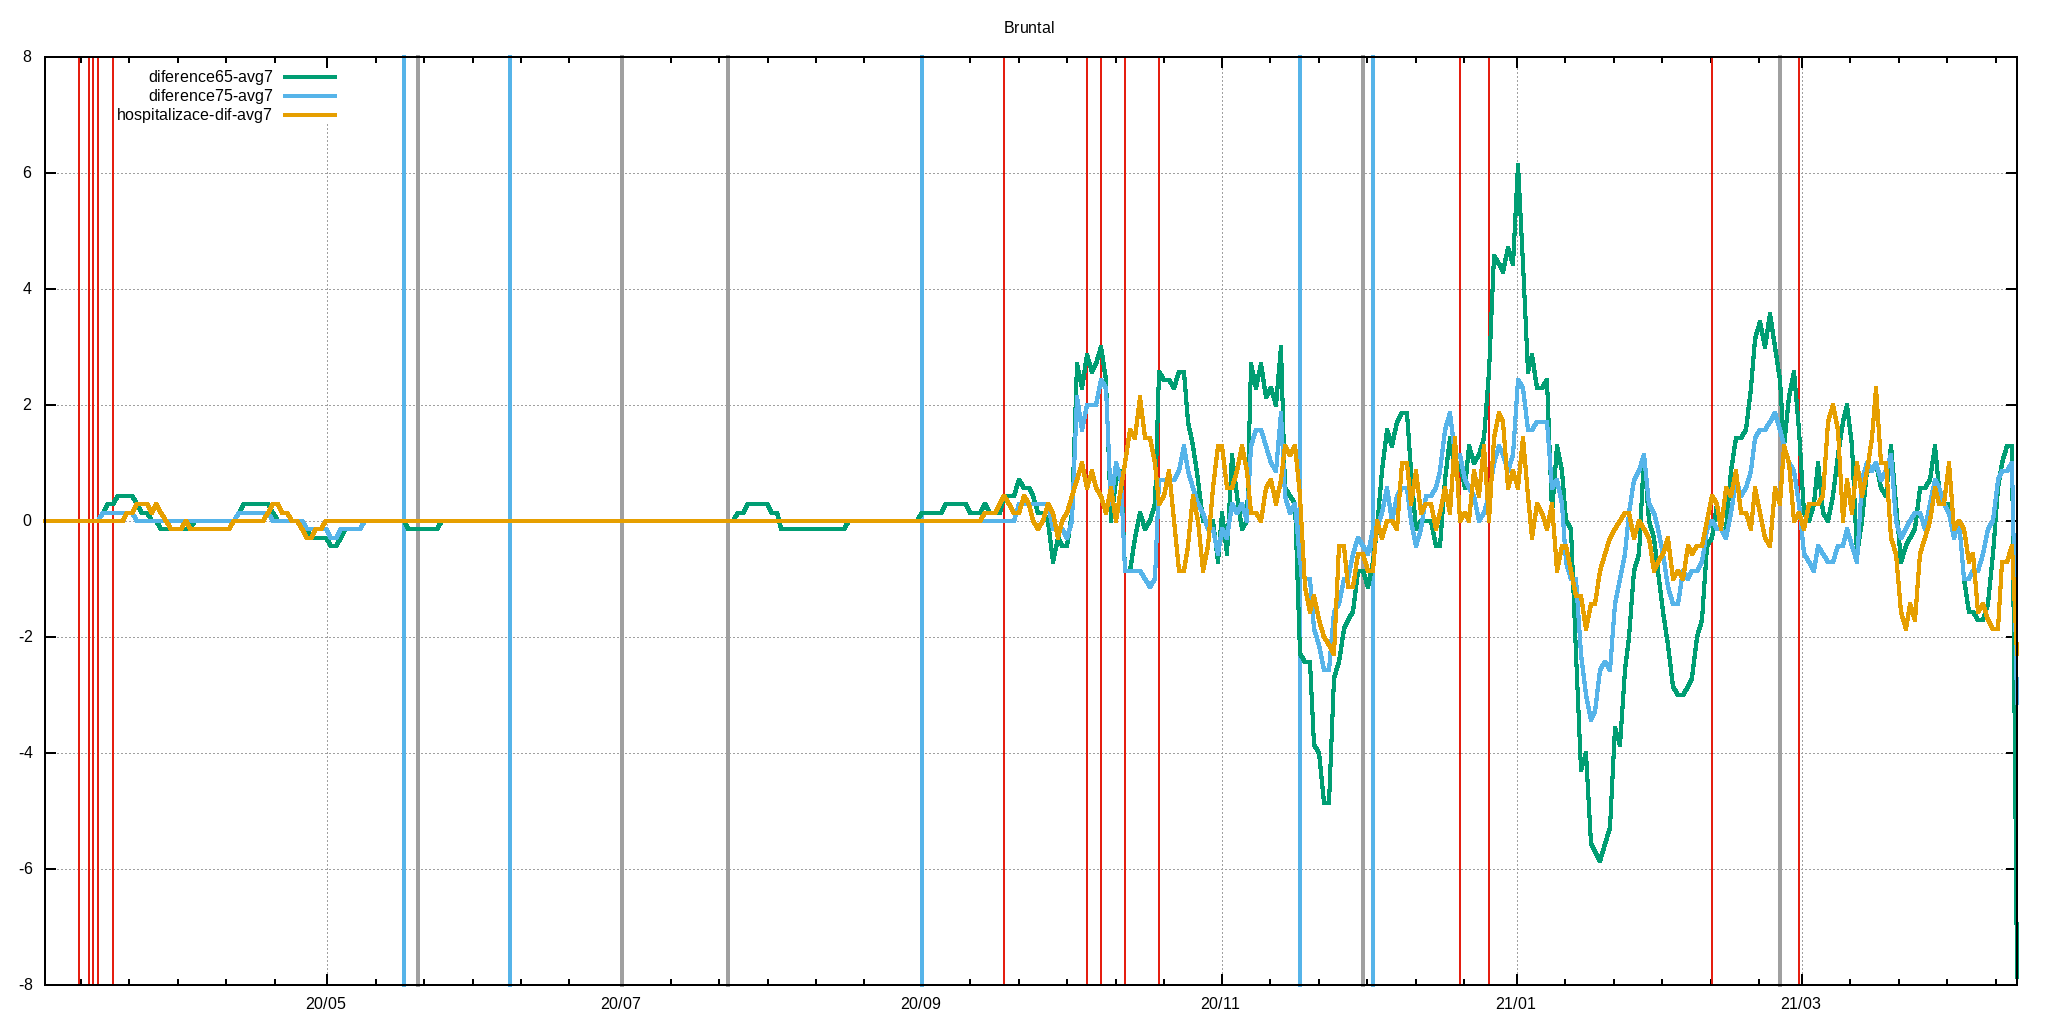 Bruntal
8
diference65-avg7
diference75-avg7
hospitalizace-dif-avg7
6
4
2
0
-2
-4
-6
-8
20/05 20/07 20/09 20/11 21/01 21/03